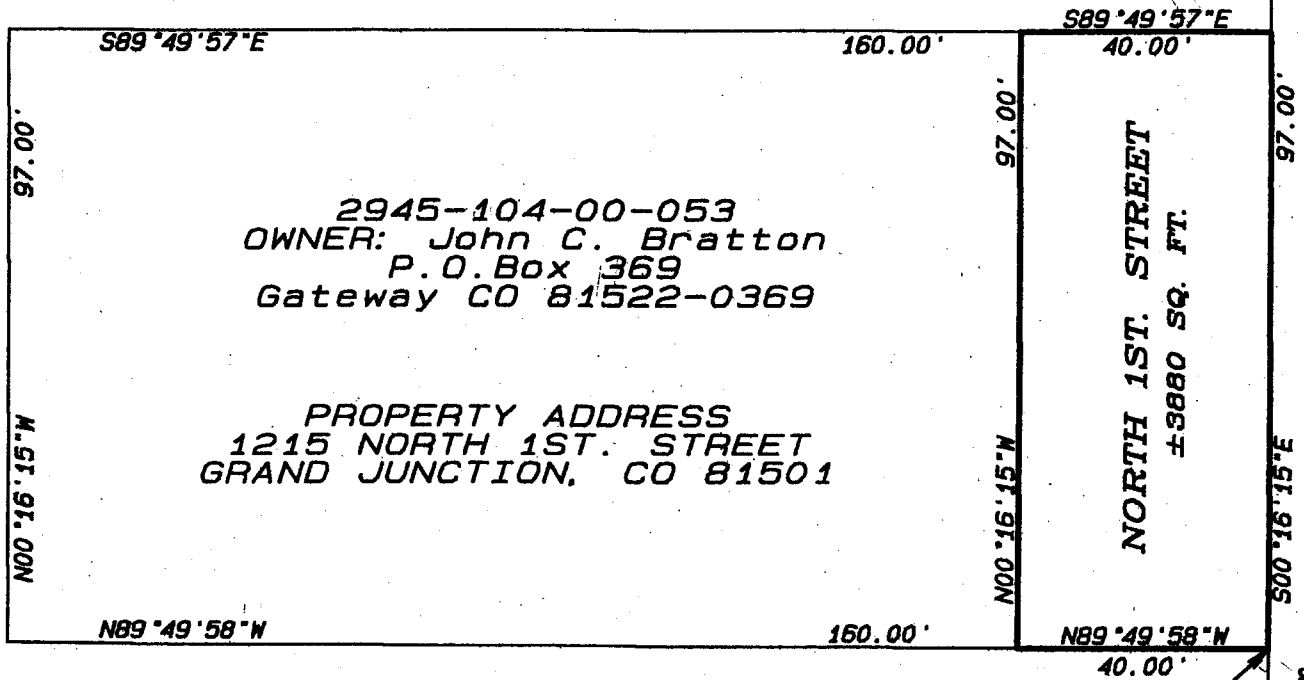 S89°49'57"E
S89°49'57"E
160.00'
40.00'
97.00'
97.00'
97.00'
2945-104-00-053
OWNER: John C. Bratton
P.O.Box 369
Gateway CO 81522-0369
NORTH 1ST. STREET
±3880 SQ. FT.
PROPERTY ADDRESS
1215 NORTH 1ST. STREET
GRAND JUNCTION, CO 81501
N00°16'15"W
N00°16'15"W
S00°16'15"E
N89°49'58"W
160.00'
N89°49'58"W
40.00'